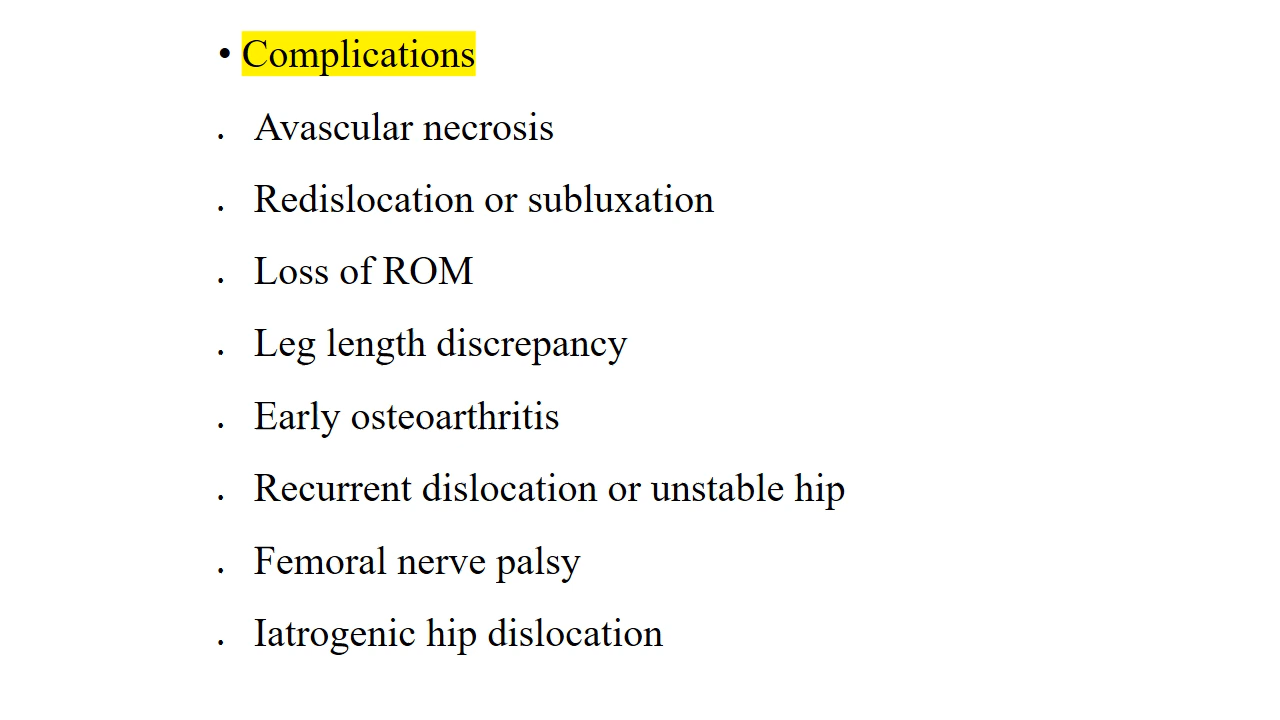 • Complications
. Avascular necrosis
. Redislocation or subluxation
. Loss of ROM
. Leg length discrepancy
. Early osteoarthritis
. Recurrent dislocation or unstable hip
. Femoral nerve palsy
. Iatrogenic hip dislocation